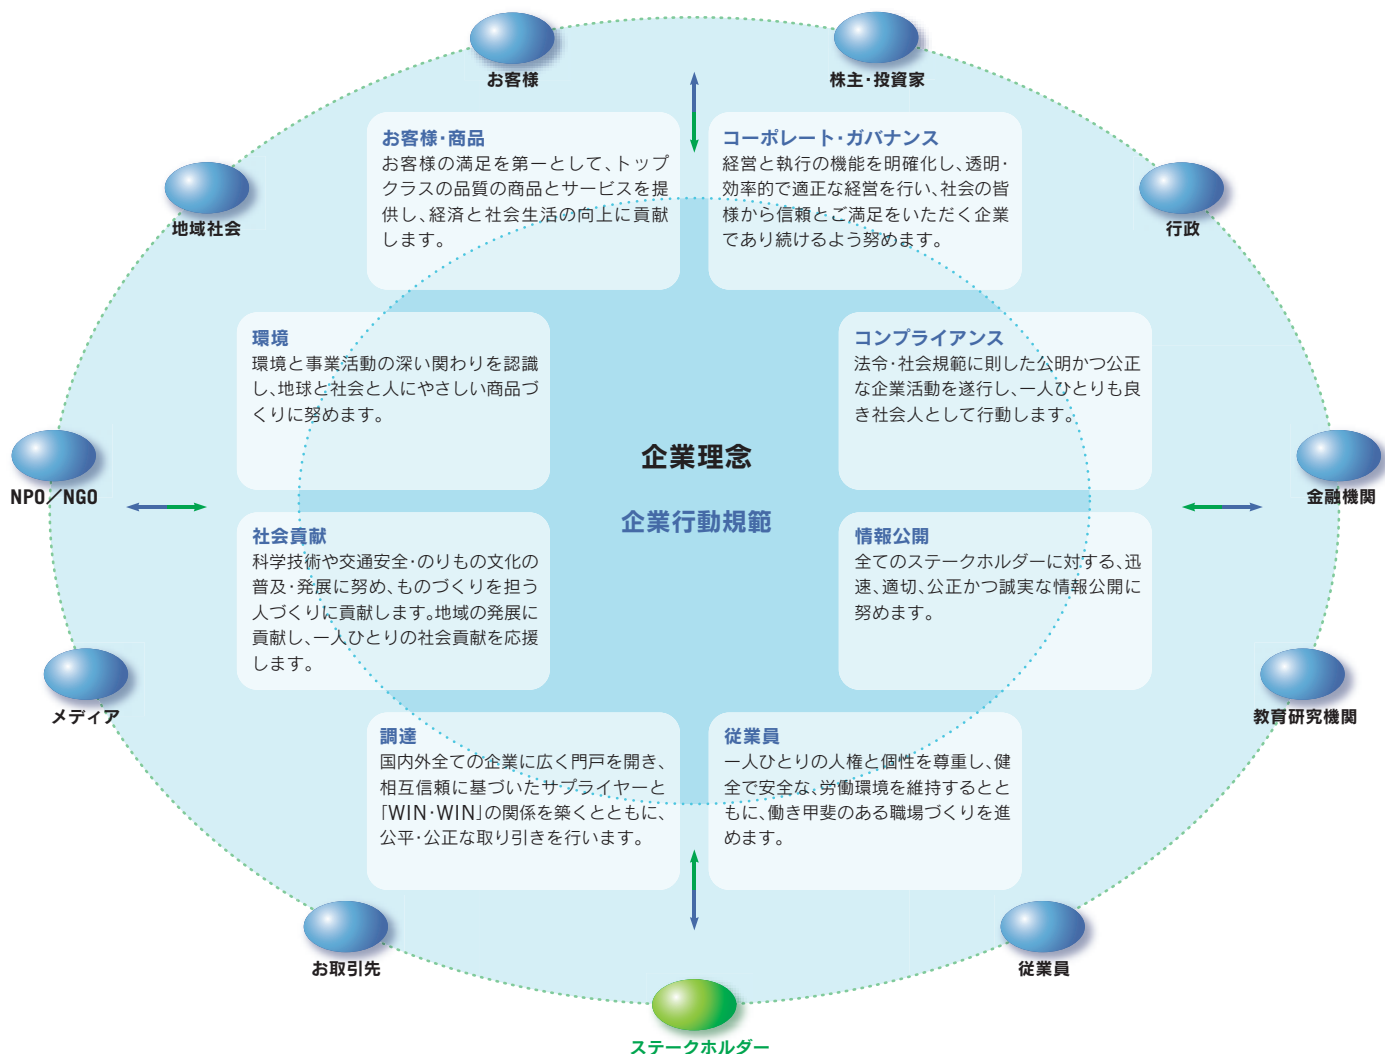 お客様
株主・投資家
地域社会
行政
お客様・商品
お客様の満足を第一として、トップ
クラスの品質の商品とサービスを提
供し、経済と社会生活の向上に貢献
します。
コーポレート・ガバナンス
経営と執行の機能を明確化し、透明・
効率的で適正な経営を行い、社会の皆
様から信頼とご満足をいただく企業
であり続けるよう努めます。
環境
環境と事業活動の深い関わりを認識
し、地球と社会と人にやさしい商品づ
くりに努めます。
コンプライアンス
法令・社会規範に則した公明かつ公正
な企業活動を遂行し、一人ひとりも良
き社会人として行動します。
企業理念
企業行動規範
NPO／NGO
金融機関
社会貢献
科学技術や交通安全・のりもの文化の
普及・発展に努め、ものづくりを担う
人づくりに貢献します。地域の発展に
貢献し、一人ひとりの社会貢献を応援
します。
情報公開
全てのステークホルダーに対する、迅
速、適切、公正かつ誠実な情報公開に
努めます。
メディア
教育研究機関
調達
国内外全ての企業に広く門戸を開き、
相互信頼に基づいたサプライヤーと
「WIN・WIN」の関係を築くとともに、
公平・公正な取り引きを行います。
従業員
一人ひとりの人権と個性を尊重し、健
全で安全な、労働環境を維持するとと
もに、働き甲斐のある職場づくりを進
めます。
お取引先
従業員
ステークホルダー